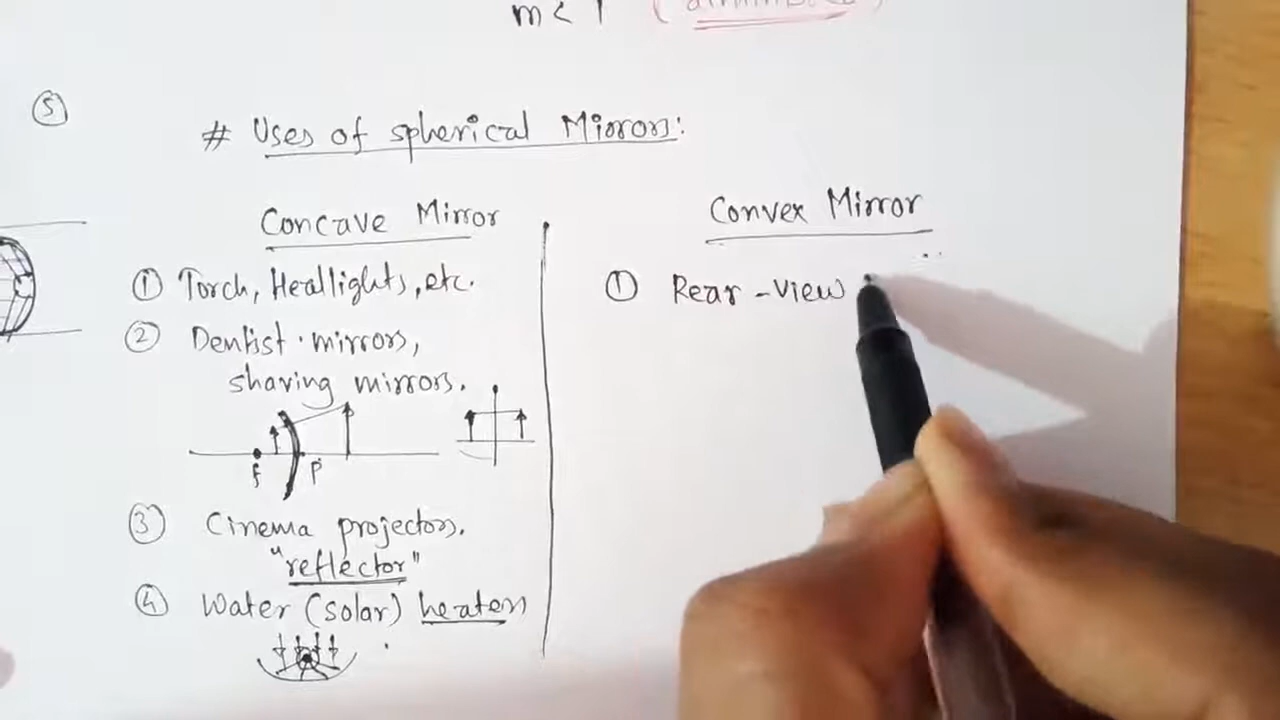 m < 1
5
# Uses of spherical Mirrors:
Concave Mirror
① Torch, Heallights, etc.
② Dentist mirrors,
shaving mirrors.
F P
③ Cinema projectors.
"reflector"
④ Water (solar) heaters
Convex Mirror
① Rear-view